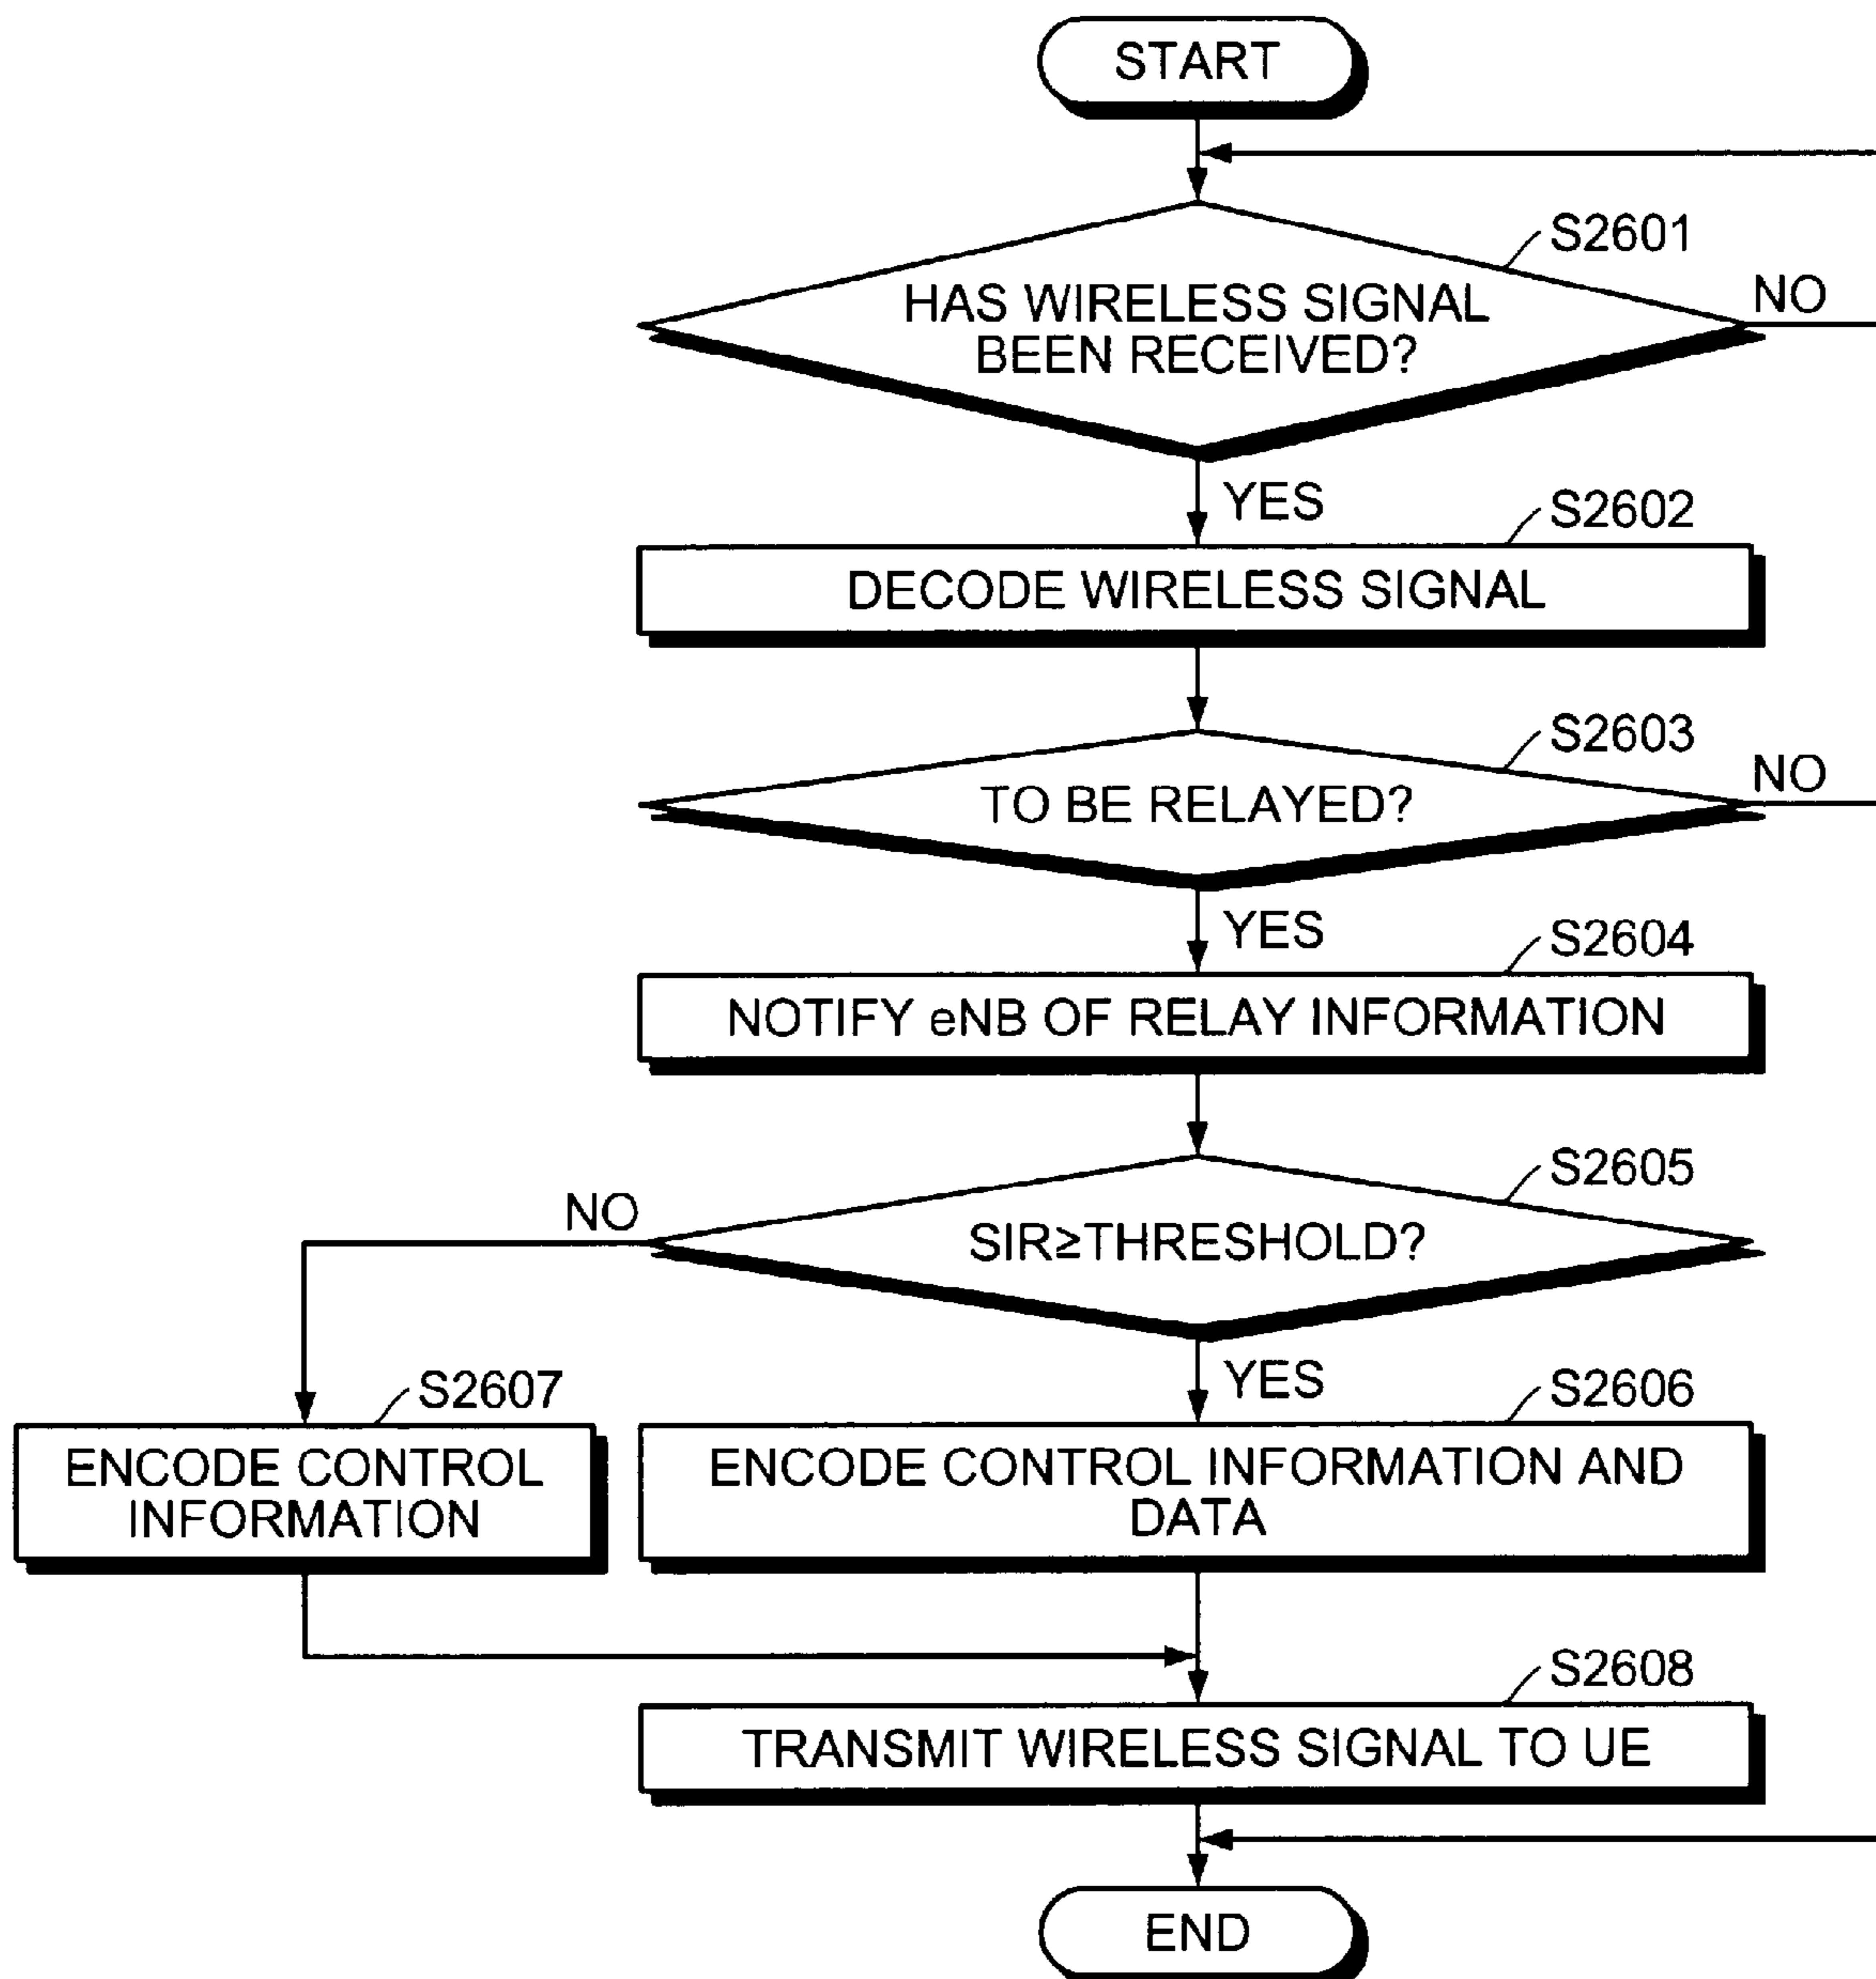 START
S2601
HAS WIRELESS SIGNAL
BEEN RECEIVED?
NO
YES
S2602
DECODE WIRELESS SIGNAL
S2603
TO BE RELAYED?
NO
YES
S2604
NOTIFY eNB OF RELAY INFORMATION
S2605
NO
SIR≥THRESHOLD?
YES
S2607
ENCODE CONTROL
INFORMATION
S2606
ENCODE CONTROL INFORMATION AND
DATA
S2608
TRANSMIT WIRELESS SIGNAL TO UE
END